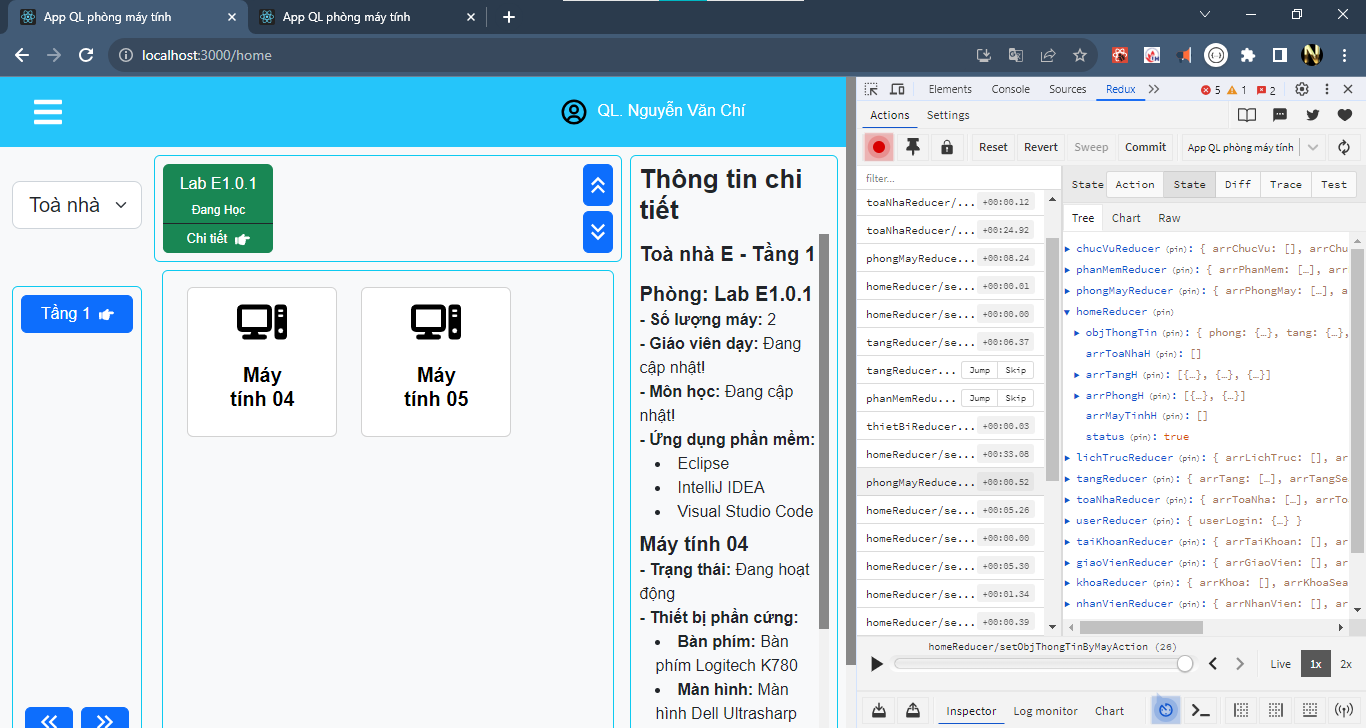 App QL phòng máy tính
App QL phòng máy tính
localhost:3000/home
QL. Nguyễn Văn Chí
Toà nhà
Tầng 1
Lab E1.0.1
Đang Học
Chi tiết
Máy
tính 04
Máy
tính 05
Thông tin chi
tiết
Toà nhà E - Tầng 1
Phòng: Lab E1.0.1
- Số lượng máy: 2
- Giáo viên dạy: Đang
cập nhật!
- Môn học: Đang cập
nhật!
- Ứng dụng phần mềm:
• Eclipse
• IntelliJ IDEA
• Visual Studio Code
Máy tính 04
- Trạng thái: Đang hoạt
động
- Thiết bị phần cứng:
• Bàn phím: Bàn
phím Logitech K780
• Màn hình: Màn
hình Dell Ultrasharp
Elements Console Sources Redux 5 1 2
Actions Settings
Reset Revert Sweep Commit App QL phòng máy tính
filter...
toaNhaReducer/... +00:00.12
toaNhaReducer/... +00:24.92
phongMayReduce... +00:08.24
homeReducer/se... +00:00.01
homeReducer/se... +00:00.00
tangReducer/se... +00:06.37
tangReducer... Jump Skip
phanMemRedu... Jump Skip
thietBiReducer... +00:00.03
homeReducer/se... +00:33.08
phongMayReduce... +00:00.52
homeReducer/se... +00:05.26
homeReducer/se... +00:00.00
homeReducer/se... +00:05.30
homeReducer/se... +00:01.34
homeReducer/se... +00:00.39
State Action State Diff Trace Test
Tree Chart Raw
chucVuReducer (pin): { arrChucVu: [], arrChu
phanMemReducer (pin): { arrPhanMem: […], arr
phongMayReducer (pin): { arrPhongMay: […], a
homeReducer (pin)
objThongTin (pin): { phong: {…}, tang: {…},
arrToaNhaH (pin): []
arrTangH (pin): [{…}, {…}, {…}]
arrPhongH (pin): [{…}, {…}]
arrMayTinhH (pin): []
status (pin): true
lichTrucReducer (pin): { arrLichTruc: [], ar
tangReducer (pin): { arrTang: […], arrTangSe
toaNhaReducer (pin): { arrToaNha: […], arrTo
userReducer (pin): { userLogin: {…} }
taiKhoanReducer (pin): { arrTaiKhoan: [], ar
giaoVienReducer (pin): { arrGiaoVien: [], ar
khoaReducer (pin): { arrKhoa: [], arrKhoaSea
nhanVienReducer (pin): { arrNhanVien: [], ar
homeReducer/setObjThongTinByMayAction (26)
Live 1x 2x
Inspector Log monitor Chart